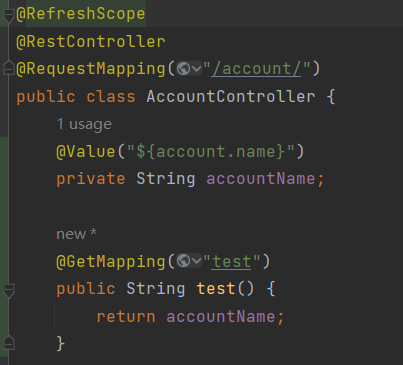 @RefreshScope
@RestController
@RequestMapping("/account/")
public class AccountController {
1 usage
@Value("${account.name}")
private String accountName;
new *
@GetMapping("test")
public String test() {
return accountName;
}